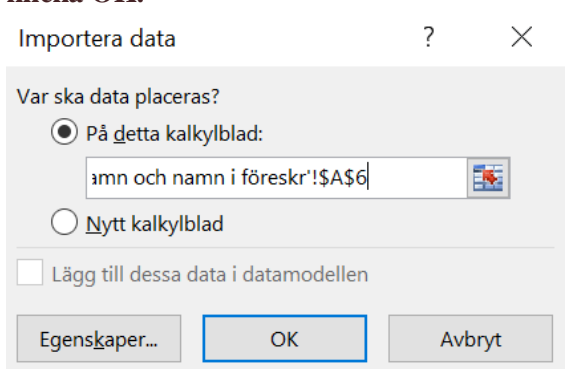 OK.
Importera data ?
Var ska data placeras?
På detta kalkylblad:
amn och namn i föreskr'!$A$6
Nytt kalkylblad
Lägg till dessa data i datamodellen
Egenskaper... OK Avbryt